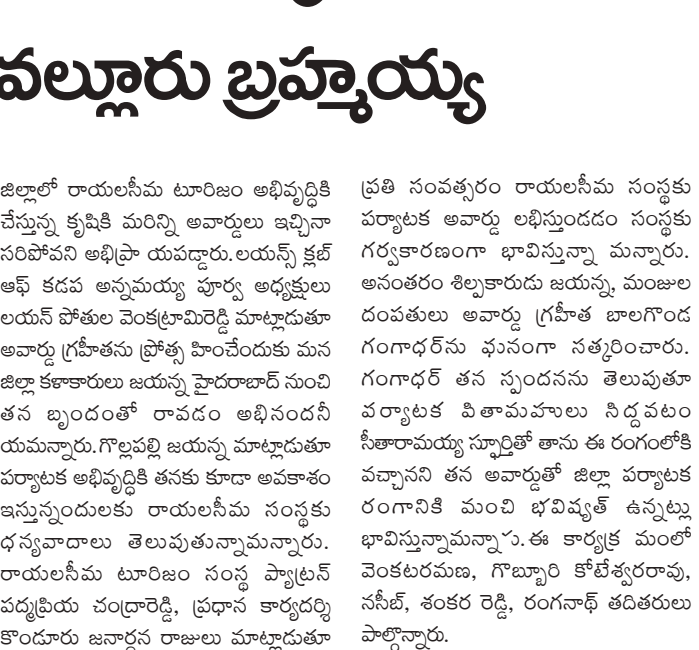 వల్లూరు బ్రహ్మయ్య
జిల్లాలో రాయలసీమ టూరిజం అభివృద్ధికి
చేస్తున్న కృషికి మరిన్ని అవార్డులు ఇచ్చినా
సరిపోవని అభిప్రా యపడ్డారు.లయన్స్ క్లబ్
ఆఫ్ కడప అన్నమయ్య పూర్వ అధ్యక్షులు
లయన్ పోతుల వెంకట్రామిరెడ్డి మాట్లాడుతూ
అవార్డు గ్రహీతను ప్రోత్స హించేందుకు మన
జిల్లా కళాకారులు జయన్న హైదరాబాద్ నుంచి
తన బృందంతో రావడం అభినందనీ
యమన్నారు.గొల్లపల్లి జయన్న మాట్లాడుతూ
పర్యాటక అభివృద్ధికి తనకు కూడా అవకాశం
ఇస్తున్నందులకు రాయలసీమ సంస్థకు
ధన్యవాదాలు తెలుపుతున్నామన్నారు.
రాయలసీమ టూరిజం సంస్థ ప్యాట్రన్
పద్మప్రియ చంద్రారెడ్డి, ప్రధాన కార్యదర్శి
కొండూరు జనార్దన రాజులు మాట్లాడుతూ
ప్రతి సంవత్సరం రాయలసీమ సంస్థకు
పర్యాటక అవార్డు లభిస్తుండడం సంస్థకు
గర్వకారణంగా భావిస్తున్నా మన్నారు.
అనంతరం శిల్పకారుడు జయన్న, మంజుల
దంపతులు అవార్డు గ్రహీత బాలగొండ
గంగాధర్‌ను ఘనంగా సత్కరించారు.
గంగాధర్ తన స్పందనను తెలుపుతూ
పర్యాటక పితామహులు సిద్దవటం
సీతారామయ్య స్ఫూర్తితో తాను ఈ రంగంలోకి
వచ్చానని తన అవార్డుతో జిల్లా పర్యాటక
రంగానికి మంచి భవిష్యత్ ఉన్నట్లు
భావిస్తున్నామన్నారు.ఈ కార్యక్ర మంలో
వెంకటరమణ, గొబ్బూరి కోటేశ్వరరావు,
నసీబ్, శంకర రెడ్డి, రంగనాథ్ తదితరులు
పాల్గొన్నారు.